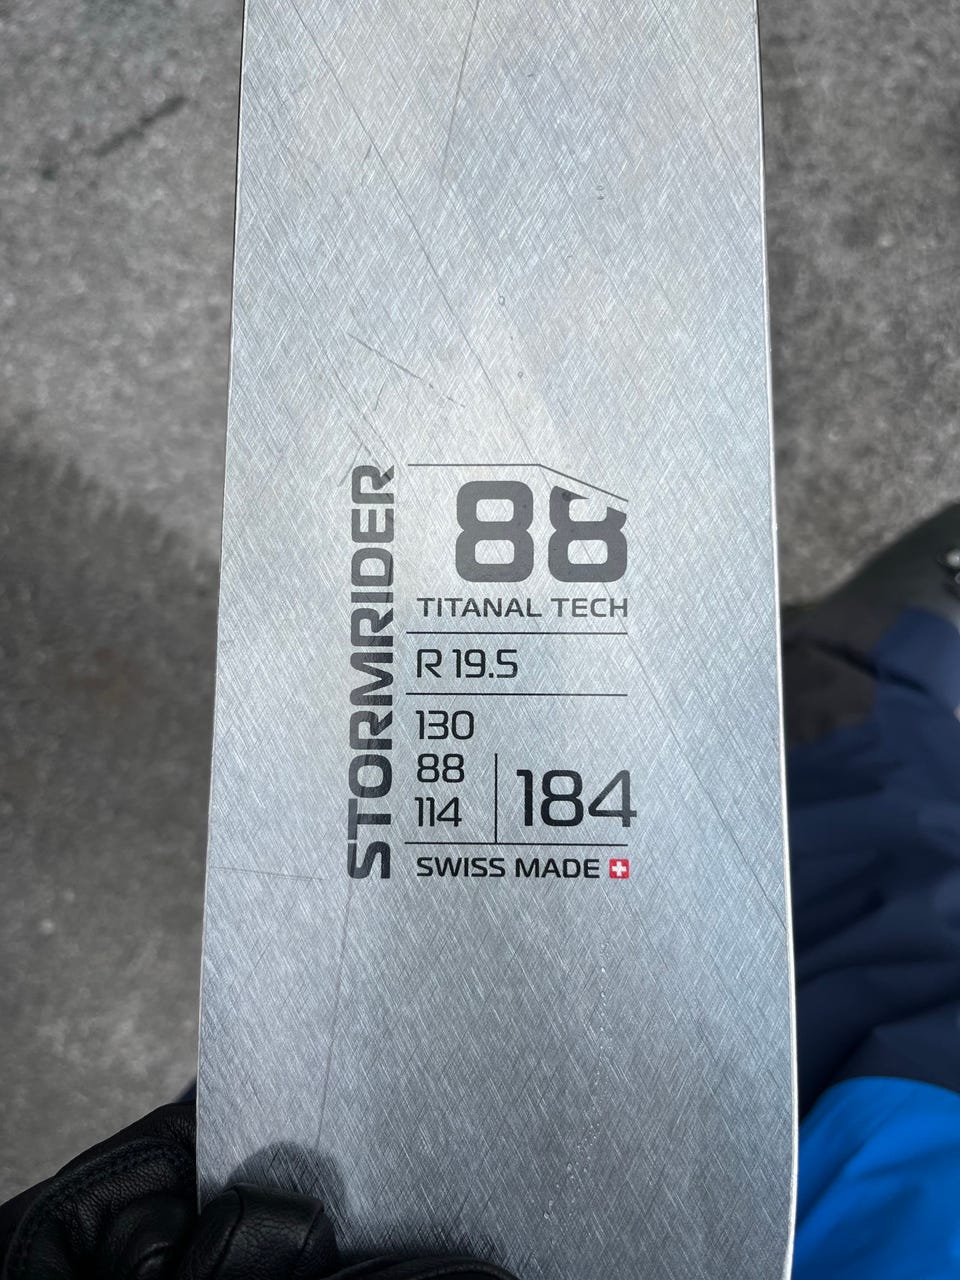 STORMRIDER
88
TITANAL TECH
R 19.5
130
88
114
184
SWISS MADE